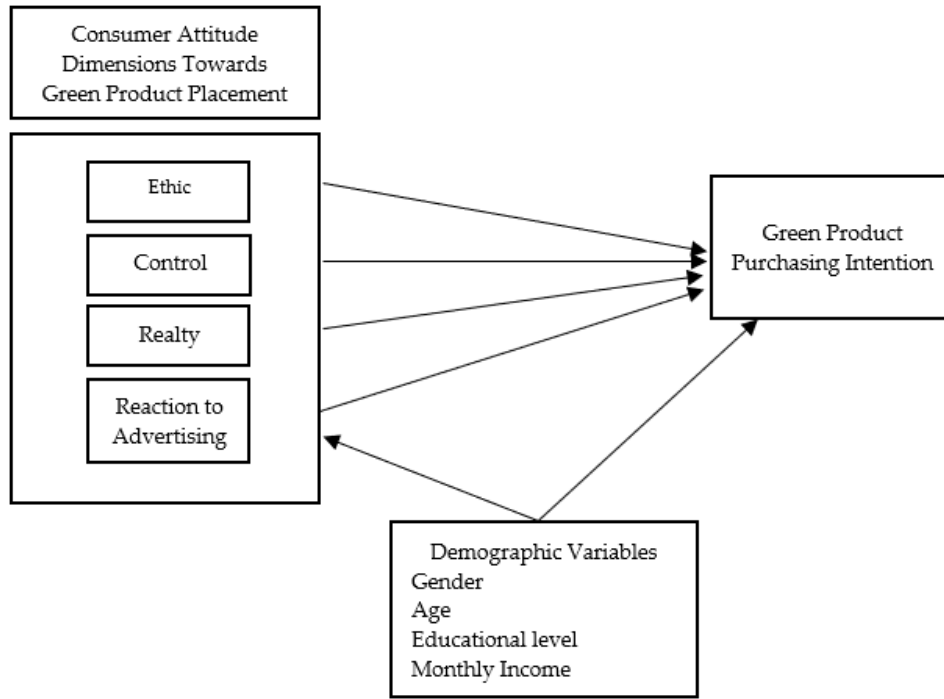 Consumer Attitude
Dimensions Towards
Green Product Placement
Ethic
Control
Realty
Reaction to
Advertising
Green Product
Purchasing Intention
Demographic Variables
Gender
Age
Educational level
Monthly Income